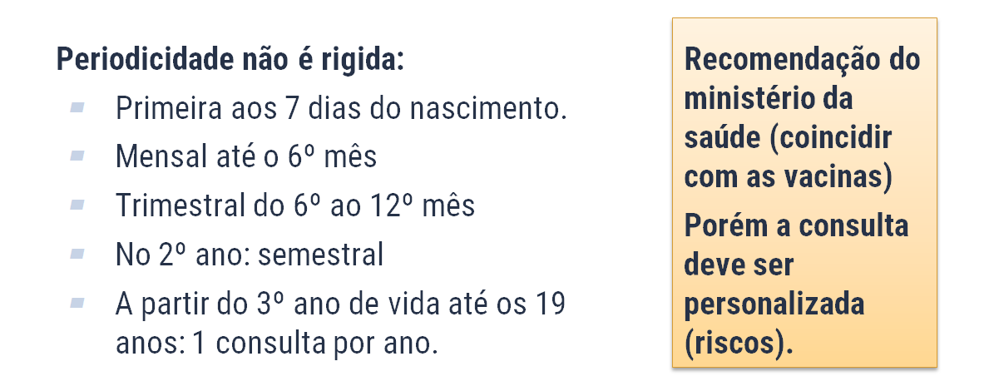 Periodicidade não é rigida:
Primeira aos 7 dias do nascimento.
Mensal até o 6º mês
Trimestral do 6º ao 12º mês
No 2º ano: semestral
A partir do 3º ano de vida até os 19
anos: 1 consulta por ano.
Recomendação do
ministério da
saúde (coincidir
com as vacinas)
Porém a consulta
deve ser
personalizada
(riscos).